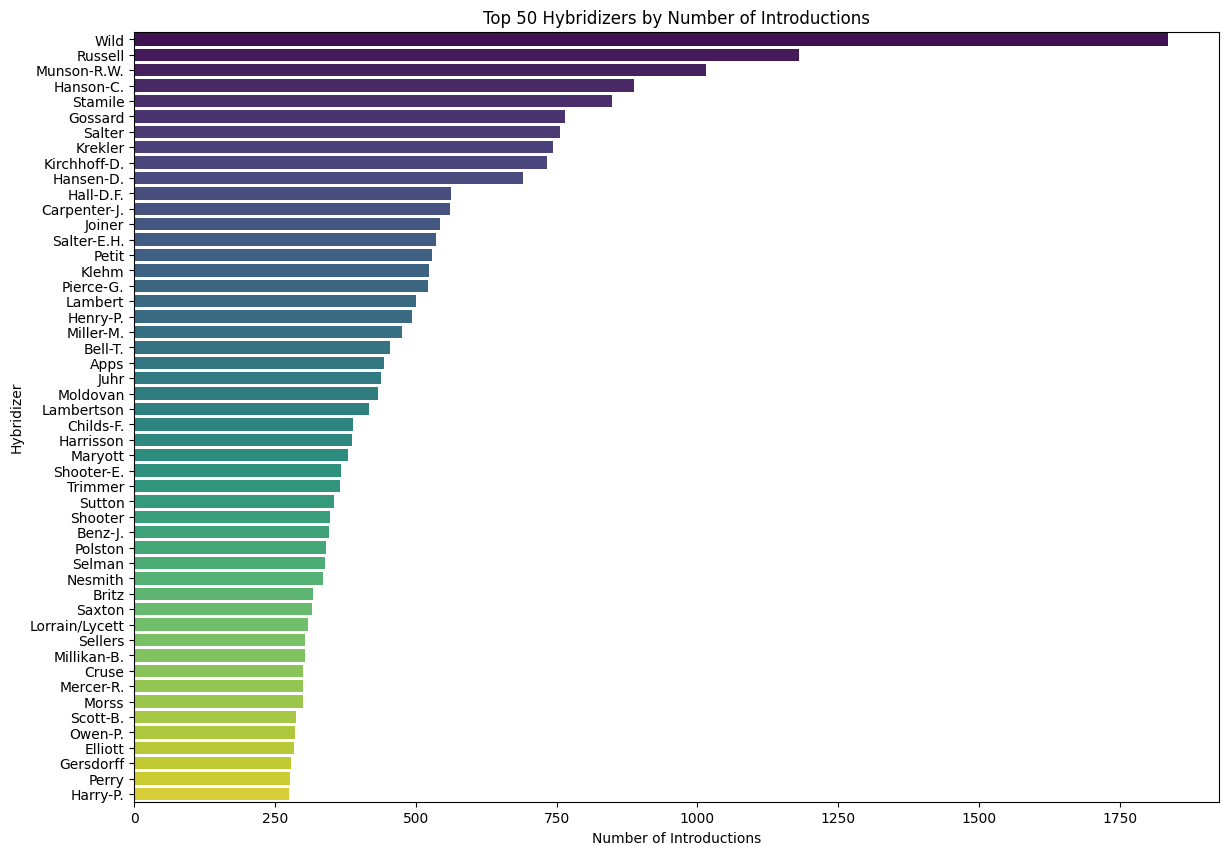 Top 50 Hybridizers by Number of Introductions
Hybridizer
Wild
Russell
Munson-R.W.
Hanson-C.
Stamile
Gossard
Salter
Krekler
Kirchhoff-D.
Hansen-D.
Hall-D.F.
Carpenter-J.
Joiner
Salter-E.H.
Petit
Klehm
Pierce-G.
Lambert
Henry-P.
Miller-M.
Bell-T.
Apps
Juhr
Moldovan
Lambertson
Childs-F.
Harrisson
Maryott
Shooter-E.
Trimmer
Sutton
Shooter
Benz-J.
Polston
Selman
Nesmith
Britz
Saxton
Lorrain/Lycett
Sellers
Millikan-B.
Cruse
Mercer-R.
Morss
Scott-B.
Owen-P.
Elliott
Gersdorff
Perry
Harry-P.
0 250 500 750 1000 1250 1500 1750
Number of Introductions